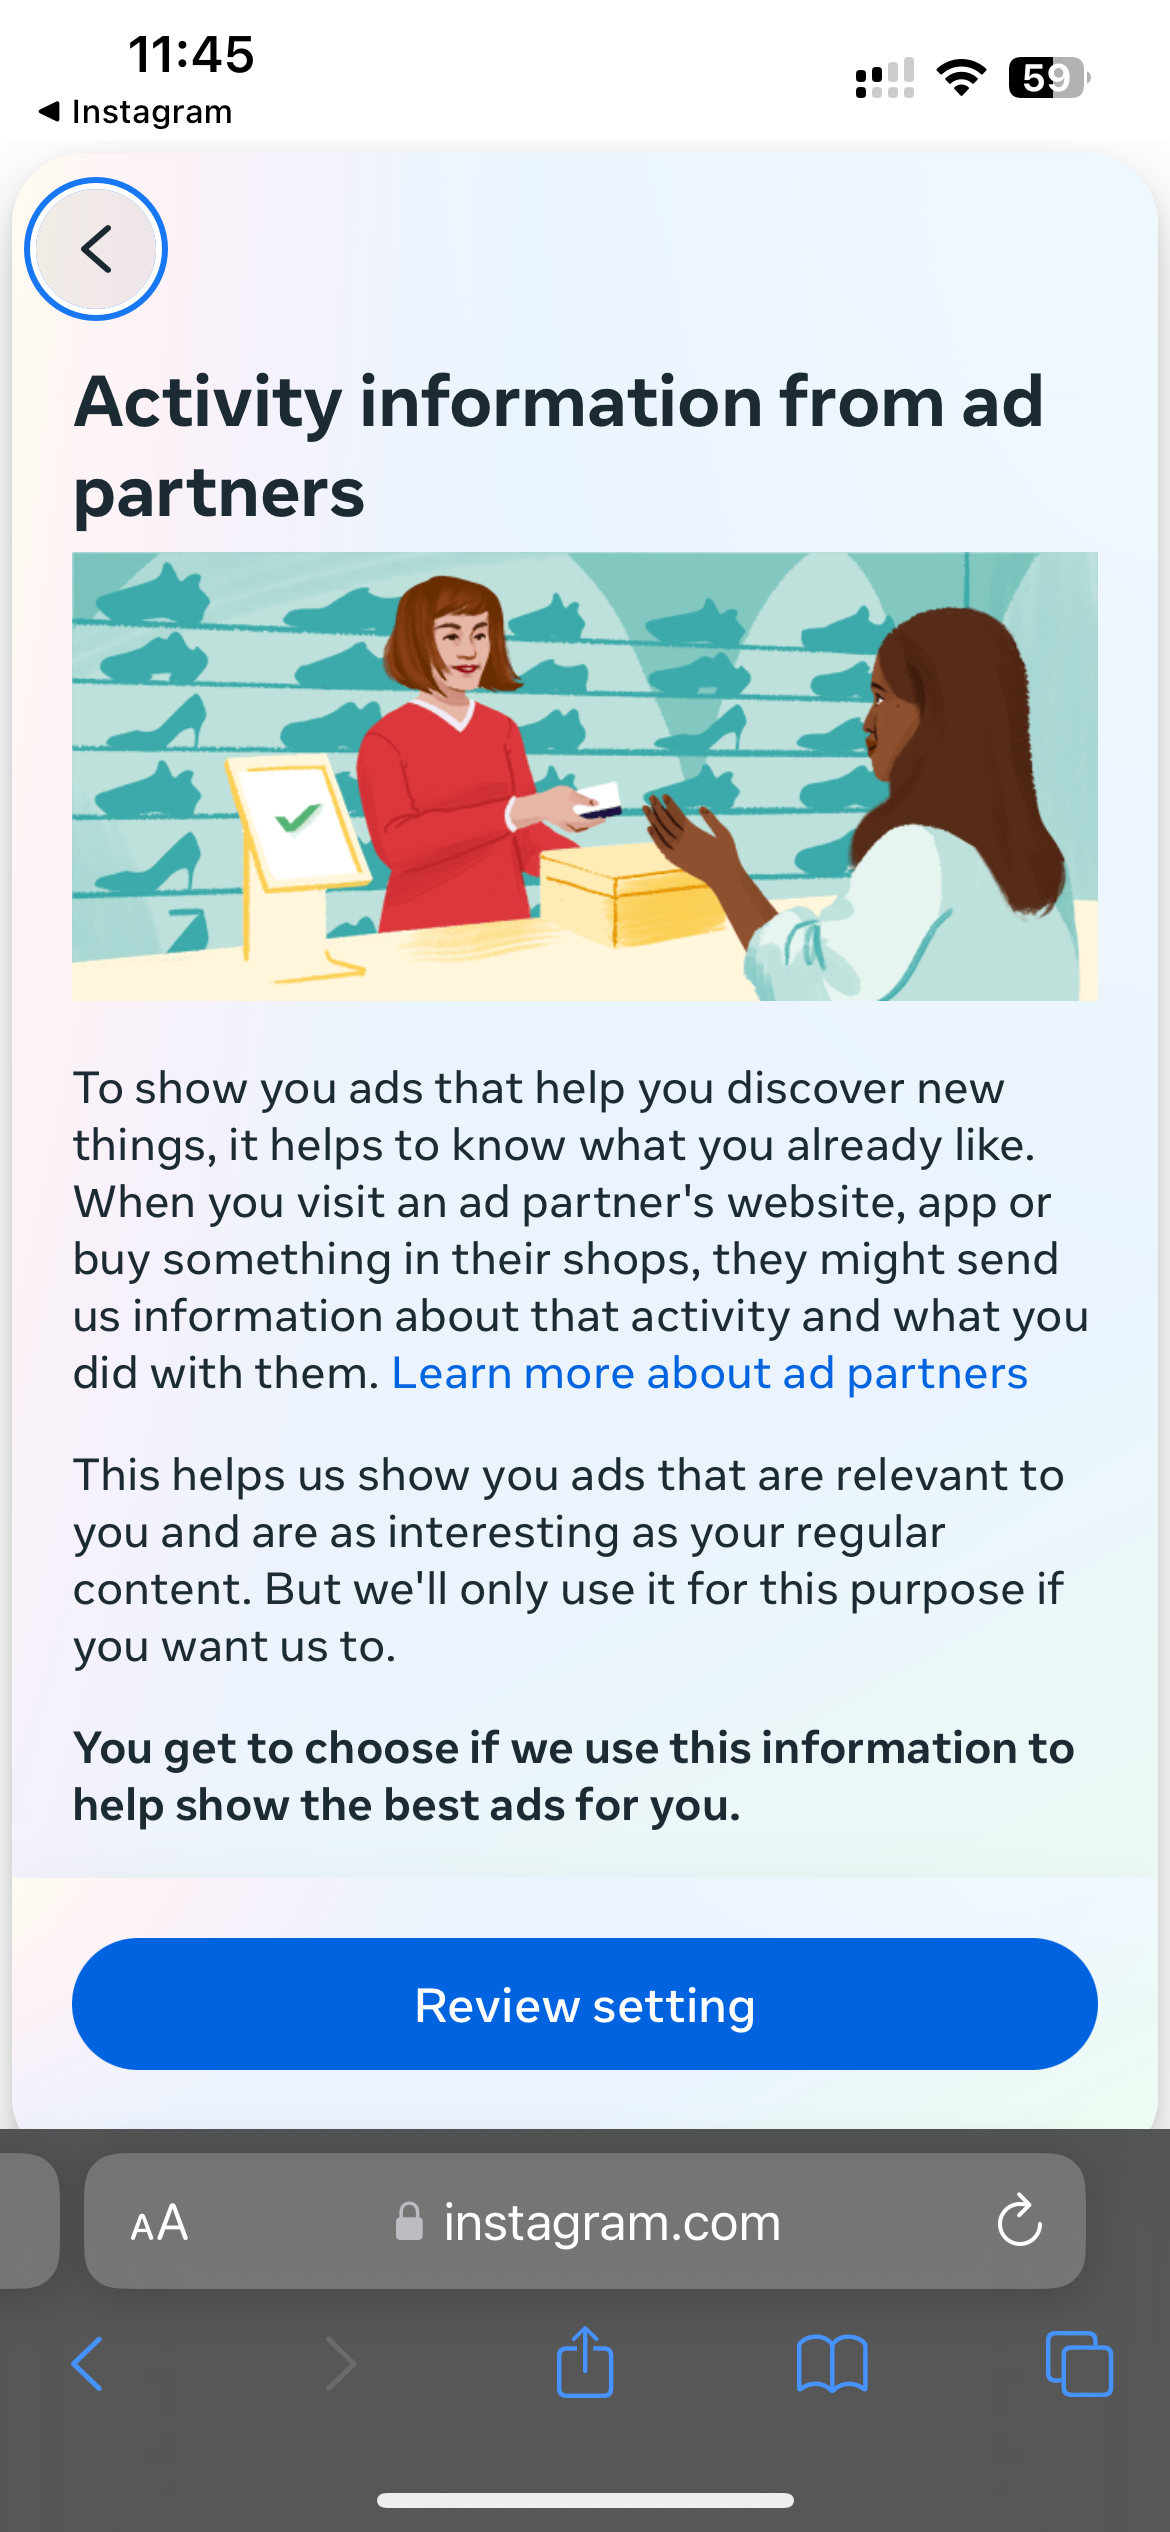 11:45
59
◀ Instagram
Activity information from ad
partners
To show you ads that help you discover new
things, it helps to know what you already like.
When you visit an ad partner's website, app or
buy something in their shops, they might send
us information about that activity and what you
did with them. Learn more about ad partners
This helps us show you ads that are relevant to
you and are as interesting as your regular
content. But we'll only use it for this purpose if
you want us to.
You get to choose if we use this information to
help show the best ads for you.
Review setting
AA instagram.com